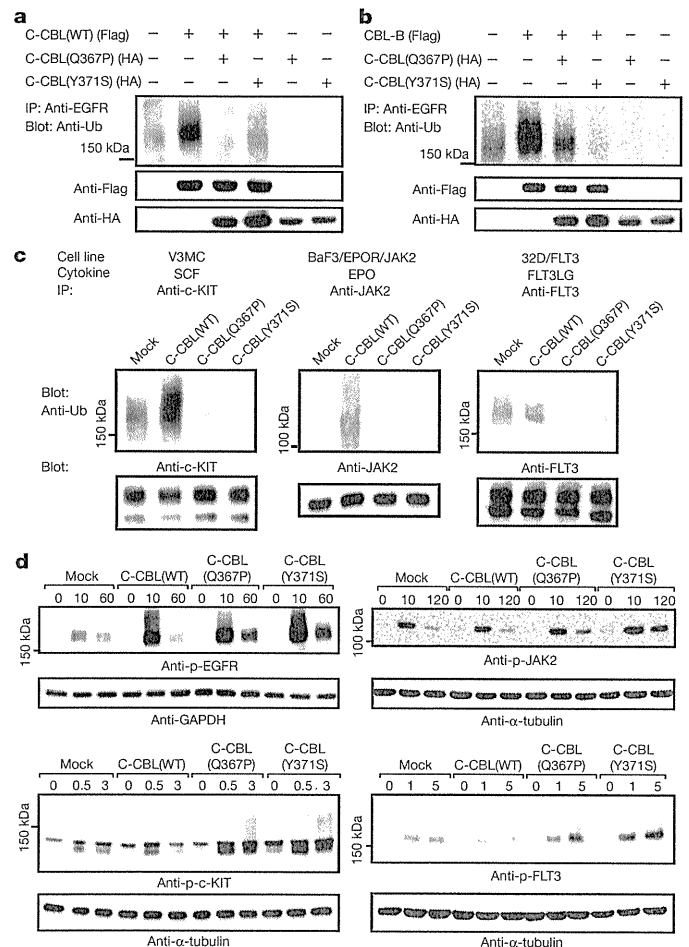 a
C-CBL(WT) (Flag) − + + + − −
C-CBL(Q367P) (HA) − − + − + −
C-CBL(Y371S) (HA) − − − + − +
IP: Anti-EGFR
Blot: Anti-Ub
150 kDa
Anti-Flag
Anti-HA
b
CBL-B (Flag) − + + + − −
C-CBL(Q367P) (HA) − − + − + −
C-CBL(Y371S) (HA) − − − + − +
IP: Anti-EGFR
Blot: Anti-Ub
150 kDa
Anti-Flag
Anti-HA
c
Cell line V3MC BaF3/EPOR/JAK2 32D/FLT3
Cytokine SCF EPO FLT3LG
IP: Anti-c-KIT Anti-JAK2 Anti-FLT3
Mock C-CBL(WT) C-CBL(Q367P) C-CBL(Y371S)
Mock C-CBL(WT) C-CBL(Q367P) C-CBL(Y371S)
Mock C-CBL(WT) C-CBL(Q367P) C-CBL(Y371S)
Blot:
Anti-Ub
150 kDa
100 kDa
150 kDa
Blot: Anti-c-KIT Anti-JAK2 Anti-FLT3
d
Mock C-CBL(WT) C-CBL (Q367P) C-CBL (Y371S)
0 10 60 0 10 60 0 10 60 0 10 60
150 kDa
Anti-p-EGFR
Anti-GAPDH
Mock C-CBL(WT) C-CBL (Q367P) C-CBL (Y371S)
0 10 120 0 10 120 0 10 120 0 10 120
100 kDa
Anti-p-JAK2
Anti-α-tubulin
Mock C-CBL(WT) C-CBL (Q367P) C-CBL (Y371S)
0 0.5 3 0 0.5 3 0 0.5 3 0 0.5 3
150 kDa
Anti-p-c-KIT
Anti-α-tubulin
Mock C-CBL(WT) C-CBL (Q367P) C-CBL (Y371S)
0 1 5 0 1 5 0 1 5 0 1 5
150 kDa
Anti-p-FLT3
Anti-α-tubulin